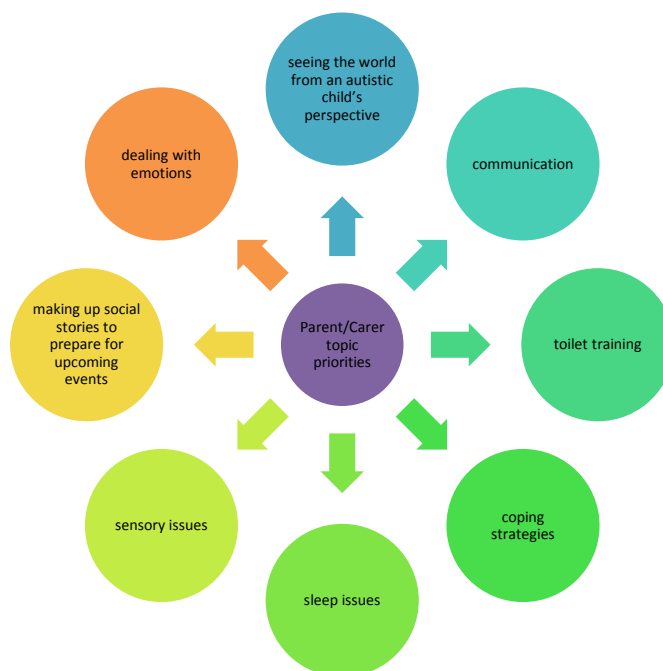 seeing the world
from an autistic
child’s
perspective
communication
toilet training
coping
strategies
sleep issues
sensory issues
making up social
stories to
prepare for
upcoming
events
dealing with
emotions
Parent/Carer
topic
priorities